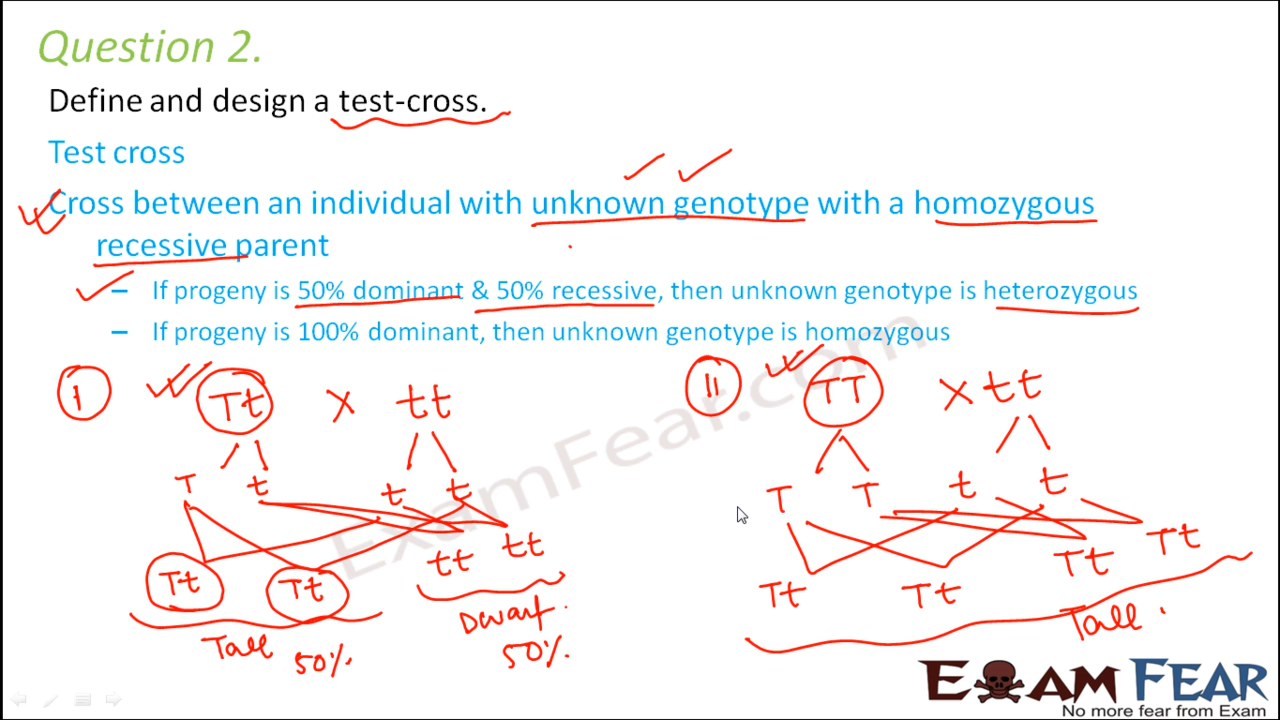 Question 2.
Define and design a test-cross.
Test cross
Cross between an individual with unknown genotype with a homozygous
recessive parent
– If progeny is 50% dominant & 50% recessive, then unknown genotype is heterozygous
– If progeny is 100% dominant, then unknown genotype is homozygous
I Tt X tt
T t t t
Tt Tt tt tt
Tall 50% Dwarf 50%
II TT X tt
T T t t
Tt Tt Tt Tt
Tall
ExamFear.com
EXAM FEAR
No more fear from Exam